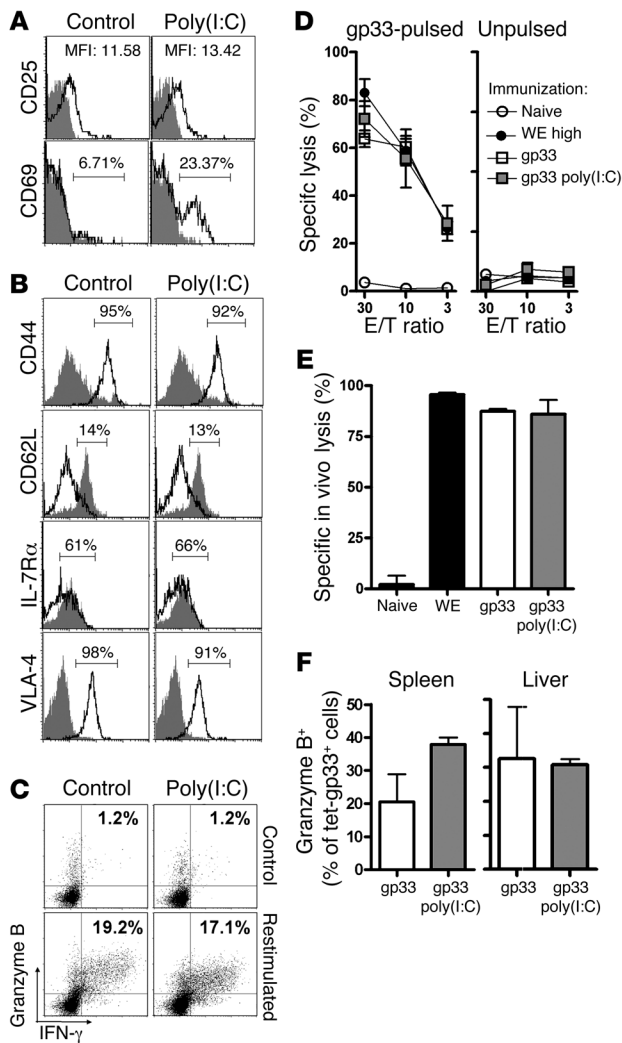 A
Control Poly(I:C)
CD25
MFI: 11.58
MFI: 13.42
CD69
6.71%
23.37%
B
Control Poly(I:C)
CD44
95%
92%
CD62L
14%
13%
IL-7Rα
61%
66%
VLA-4
98%
91%
C
Control Poly(I:C)
1.2%
1.2%
Control
19.2%
17.1%
Restimulated
Granzyme B
IFN-γ
D
gp33-pulsed Unpulsed
Specifc lysis (%)
100
80
60
40
20
0
30 10 3
30 10 3
E/T ratio E/T ratio
Immunization:
Naive
WE high
gp33
gp33 poly(I:C)
E
Specific in vivo lysis (%)
100
75
50
25
0
Naive WE gp33 gp33
poly(I:C)
F
Spleen Liver
Granzyme B+
(% of tet-gp33+ cells)
50
40
30
20
10
0
gp33 gp33
poly(I:C)
gp33 gp33
poly(I:C)